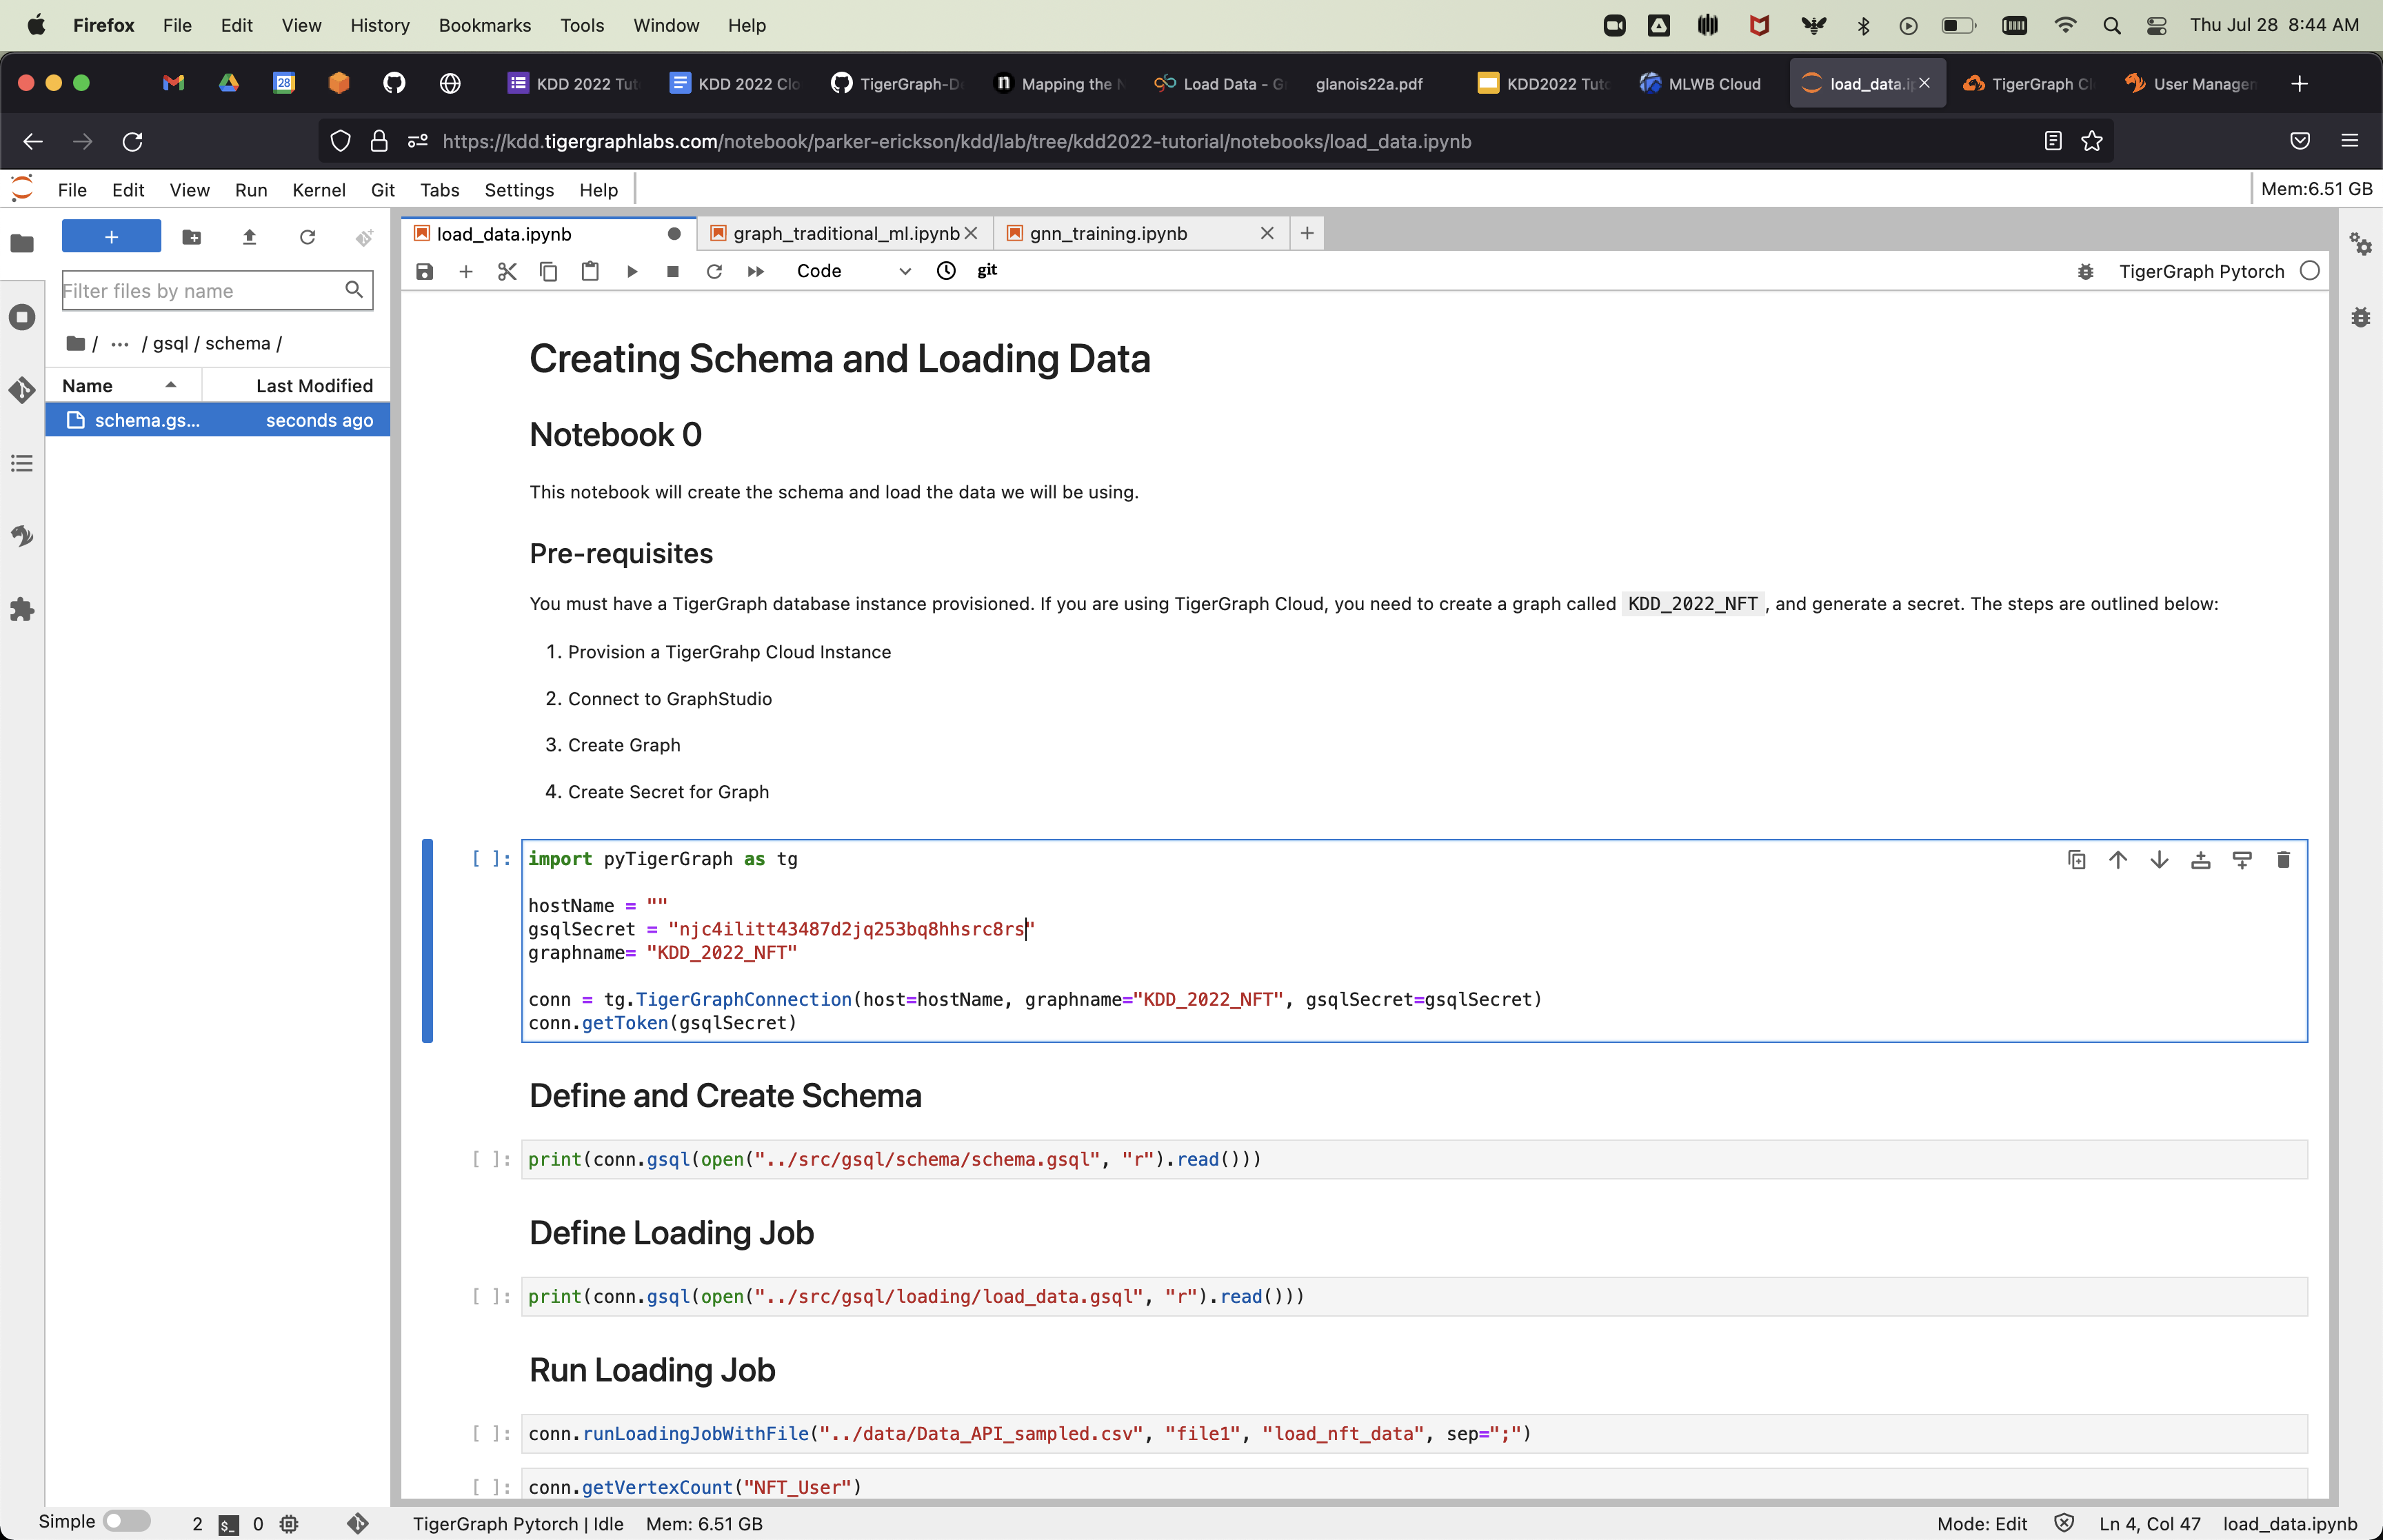 Firefox File Edit View History Bookmarks Tools Window Help Thu Jul 28 8:44 AM
28 KDD 2022 Tut KDD 2022 Clo TigerGraph-D Mapping the N Load Data - G glanois22a.pdf KDD2022 Tuto MLWB Cloud load_data.ip TigerGraph Cl User Managem
https://kdd.tigergraphlabs.com/notebook/parker-erickson/kdd/lab/tree/kdd2022-tutorial/notebooks/load_data.ipynb
File Edit View Run Kernel Git Tabs Settings Help Mem:6.51 GB
load_data.ipynb graph_traditional_ml.ipynb gnn_training.ipynb
Code git TigerGraph Pytorch
Filter files by name
/ ... / gsql / schema /
Name Last Modified
schema.gs... seconds ago
Creating Schema and Loading Data
Notebook 0
This notebook will create the schema and load the data we will be using.
Pre-requisites
You must have a TigerGraph database instance provisioned. If you are using TigerGraph Cloud, you need to create a graph called KDD_2022_NFT , and generate a secret. The steps are outlined below:
1. Provision a TigerGrahp Cloud Instance
2. Connect to GraphStudio
3. Create Graph
4. Create Secret for Graph
[ ]: import pyTigerGraph as tg
hostName = ""
gsqlSecret = "njc4ilitt43487d2jq253bq8hhsrc8rs"
graphname= "KDD_2022_NFT"
conn = tg.TigerGraphConnection(host=hostName, graphname="KDD_2022_NFT", gsqlSecret=gsqlSecret)
conn.getToken(gsqlSecret)
Define and Create Schema
[ ]: print(conn.gsql(open("../src/gsql/schema/schema.gsql", "r").read()))
Define Loading Job
[ ]: print(conn.gsql(open("../src/gsql/loading/load_data.gsql", "r").read()))
Run Loading Job
[ ]: conn.runLoadingJobWithFile("../data/Data_API_sampled.csv", "file1", "load_nft_data", sep=";")
[ ]: conn.getVertexCount("NFT_User")
Simple 2 $_ 0 TigerGraph Pytorch | Idle Mem: 6.51 GB Mode: Edit Ln 4, Col 47 load_data.ipynb